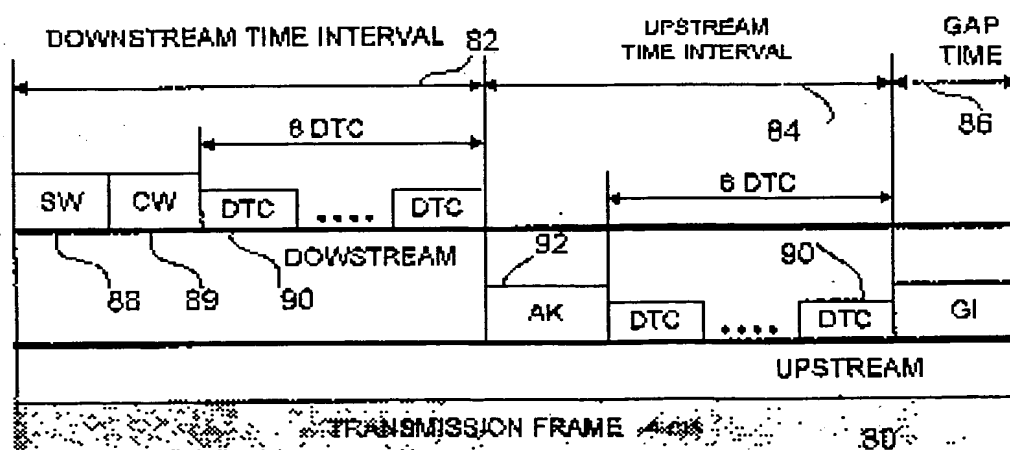 DOWNSTREAM TIME INTERVAL 82
UPSTREAM
TIME INTERVAL
GAP
TIME
84
86
6 DTC
6 DTC
SW CW DTC .... DTC
DOWSTREAM
88
89
90
92
90
AK DTC .... DTC GI
UPSTREAM
TRANSMISSION FRAME
80